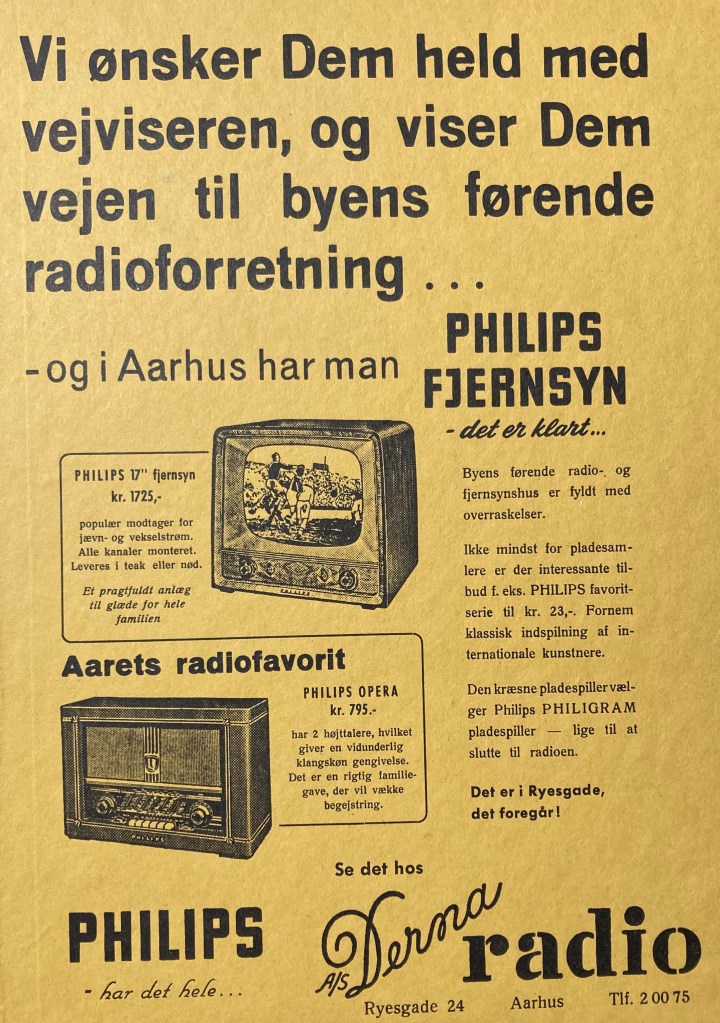 Vi ønsker Dem held med
vejviseren, og viser Dem
vejen til byens førende
radioforretning ...
- og i Aarhus har man
PHILIPS
FJERNSYN
- det er klart...
PHILIPS 17" fjernsyn
kr. 1725,-
populær modtager for
jævn- og vekselstrøm.
Alle kanaler monteret.
Leveres i teak eller nød.
Et pragtfuldt anlæg
til glæde for hele
familien
PHILIPS
Byens førende radio- og
fjernsynshus er fyldt med
overraskelser.
Ikke mindst for pladesam-
lere er der interessante til-
bud f. eks. PHILIPS favorit-
serie til kr. 23,-. Fornem
klassisk indspilning af in-
ternationale kunstnere.
Den kræsne pladespiller væl-
ger Philips PHILIGRAM
pladespiller — lige til at
slutte til radioen.
Det er i Ryesgade,
det foregår!
Aarets radiofavorit
PHILIPS OPERA
kr. 795.-
har 2 højttalere, hvilket
giver en vidunderlig
klangskøn gengivelse.
Det er en rigtig familie-
gave, der vil vække
begejstring.
PHILIPS
Se det hos
PHILIPS
- har det hele...
A/S Derna radio
Ryesgade 24 Aarhus Tlf. 2 00 75